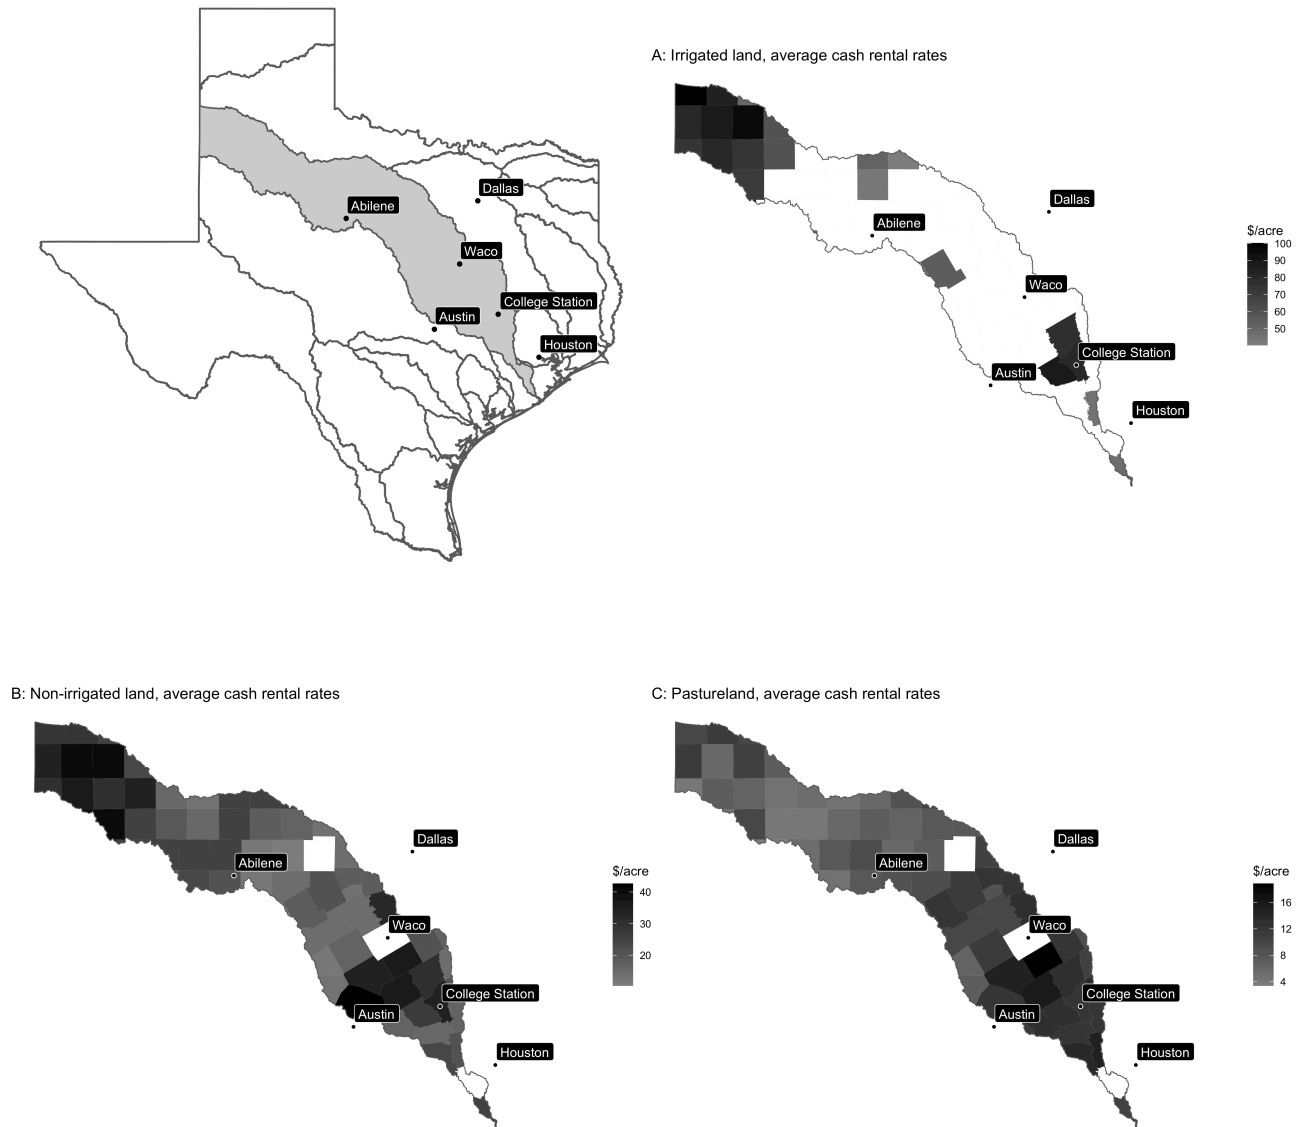 Abilene
Dallas
Waco
College Station
Austin
Houston
A: Irrigated land, average cash rental rates
Dallas
Abilene
Waco
College Station
Austin
Houston
$/acre
100
90
80
70
60
50
B: Non-irrigated land, average cash rental rates
Dallas
Abilene
Waco
College Station
Austin
Houston
$/acre
40
30
20
C: Pastureland, average cash rental rates
Dallas
Abilene
Waco
College Station
Austin
Houston
$/acre
16
12
8
4